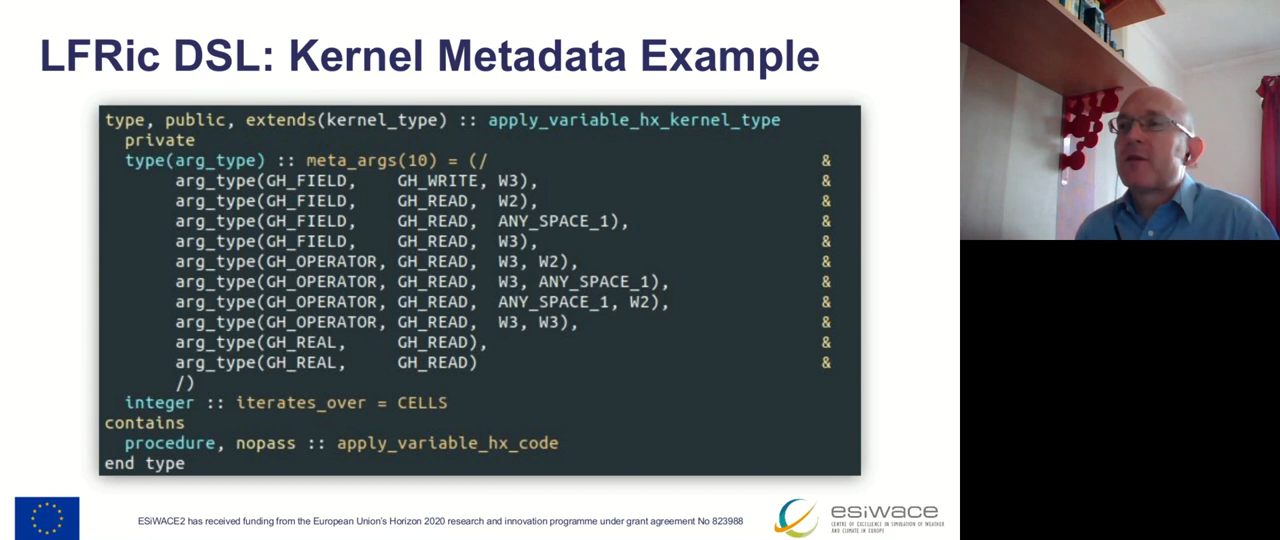 LFRic DSL: Kernel Metadata Example
type, public, extends(kernel_type) :: apply_variable_hx_kernel_type
private
type(arg_type) :: meta_args(10) = (/ &
arg_type(GH_FIELD, GH_WRITE, W3), &
arg_type(GH_FIELD, GH_READ, W2), &
arg_type(GH_FIELD, GH_READ, ANY_SPACE_1), &
arg_type(GH_FIELD, GH_READ, W3), &
arg_type(GH_OPERATOR, GH_READ, W3, W2), &
arg_type(GH_OPERATOR, GH_READ, W3, ANY_SPACE_1), &
arg_type(GH_OPERATOR, GH_READ, ANY_SPACE_1, W2), &
arg_type(GH_OPERATOR, GH_READ, W3, W3), &
arg_type(GH_REAL, GH_READ), &
arg_type(GH_REAL, GH_READ) &
/)
integer :: iterates_over = CELLS
contains
procedure, nopass :: apply_variable_hx_code
end type
ESiWACE2 has received funding from the European Union's Horizon 2020 research and innovation programme under grant agreement No 823988
esiwace
CENTRE OF EXCELLENCE IN SIMULATION OF WEATHER
AND CLIMATE IN EUROPE